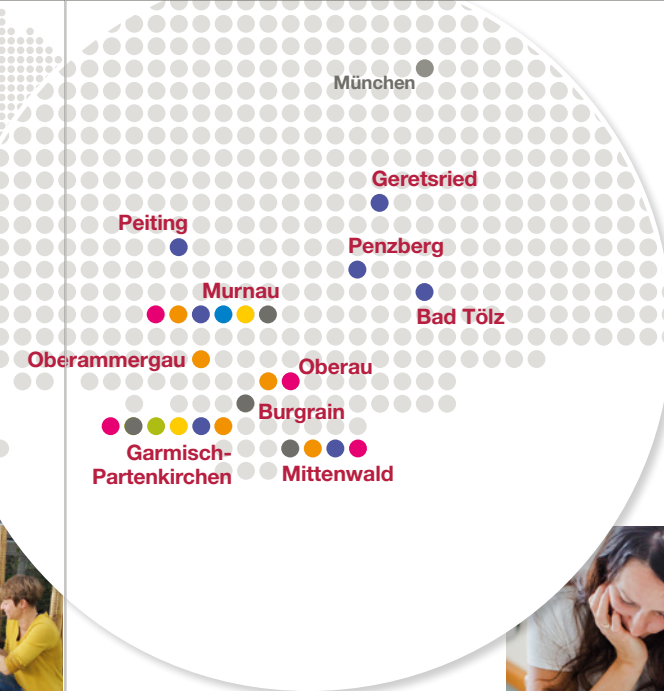 München
Geretsried
Peiting
Penzberg
Murnau
Bad Tölz
Oberammergau
Oberau
Burgrain
Garmisch-
Partenkirchen
Mittenwald